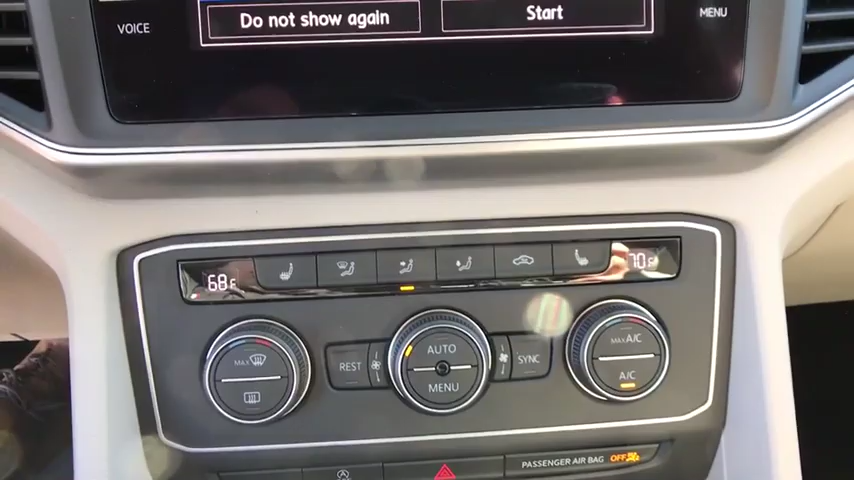 VOICE
Do not show again
Start
MENU
68F
70F
MAX
REST
AUTO
MENU
SYNC
MAX A/C
A/C
PASSENGER AIR BAG
OFF